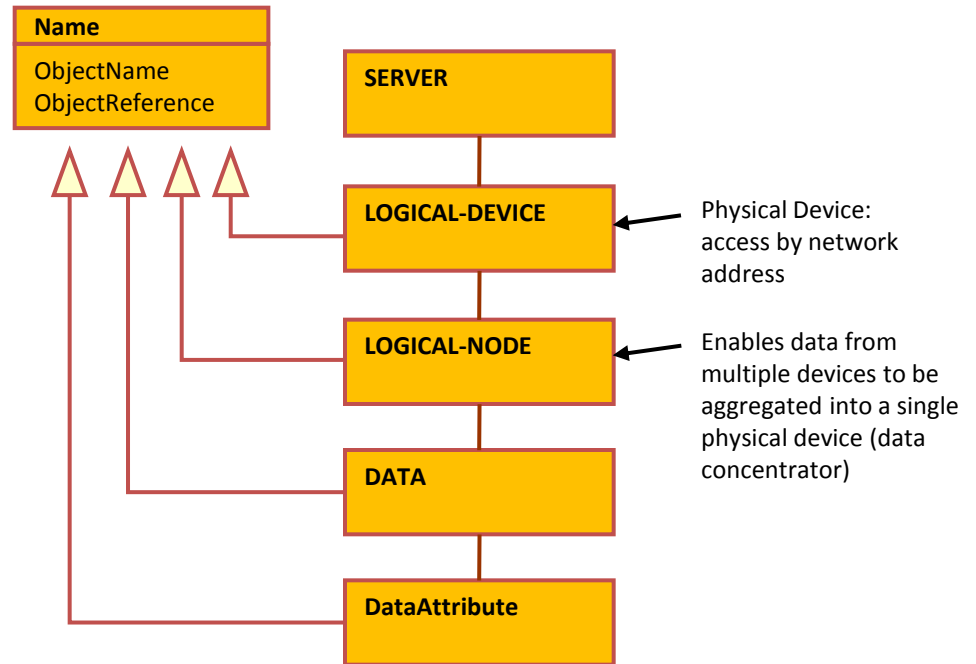 Name
ObjectName
ObjectReference
SERVER
LOGICAL-DEVICE
Physical Device:
access by network
address
LOGICAL-NODE
Enables data from
multiple devices to be
aggregated into a single
physical device (data
concentrator)
DATA
DataAttribute